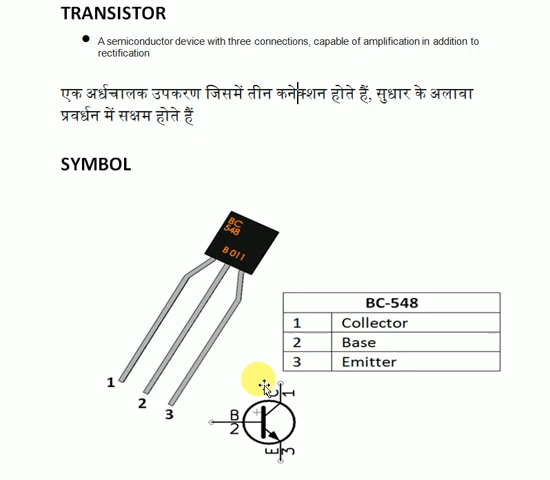 TRANSISTOR
A semiconductor device with three connections, capable of amplification in addition to
rectification
एक अर्धचालक उपकरण जिसमें तीन कनेक्शन होते हैं, सुधार के अलावा
प्रवर्धन में सक्षम होते हैं
SYMBOL
BC
548
B 011
BC-548
1 Collector
2 Base
3 Emitter
1
2
3
C
1
B
2
E
3